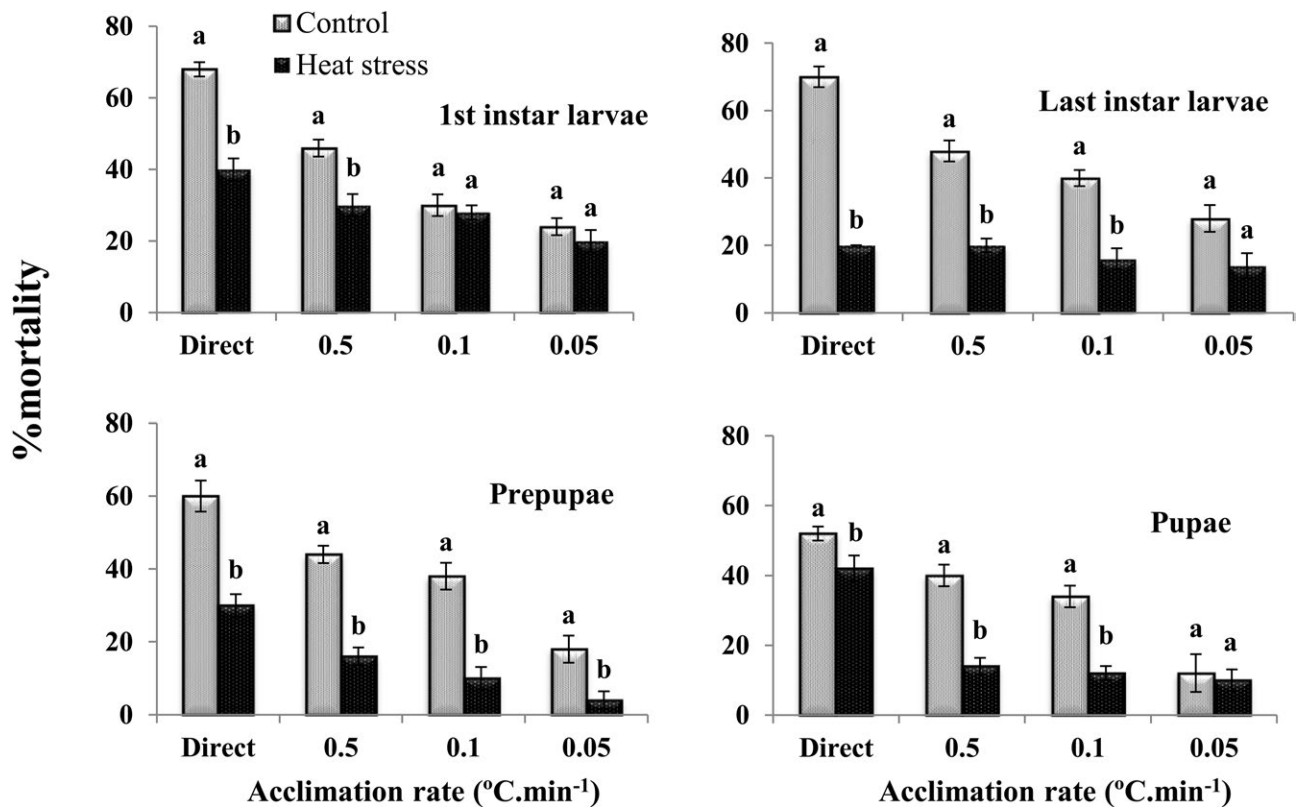 %mortality
Control
Heat stress
1st instar larvae
80
60
40
20
0
a
b
a
b
a
a
a
a
Direct
0.5
0.1
0.05
Last instar larvae
80
60
40
20
0
a
b
a
b
a
b
a
a
Direct
0.5
0.1
0.05
Prepupae
80
60
40
20
0
a
b
a
b
a
b
a
b
Direct
0.5
0.1
0.05
Acclimation rate (ºC.min-1)
Pupae
80
60
40
20
0
a
b
a
b
a
b
a
a
Direct
0.5
0.1
0.05
Acclimation rate (ºC.min-1)